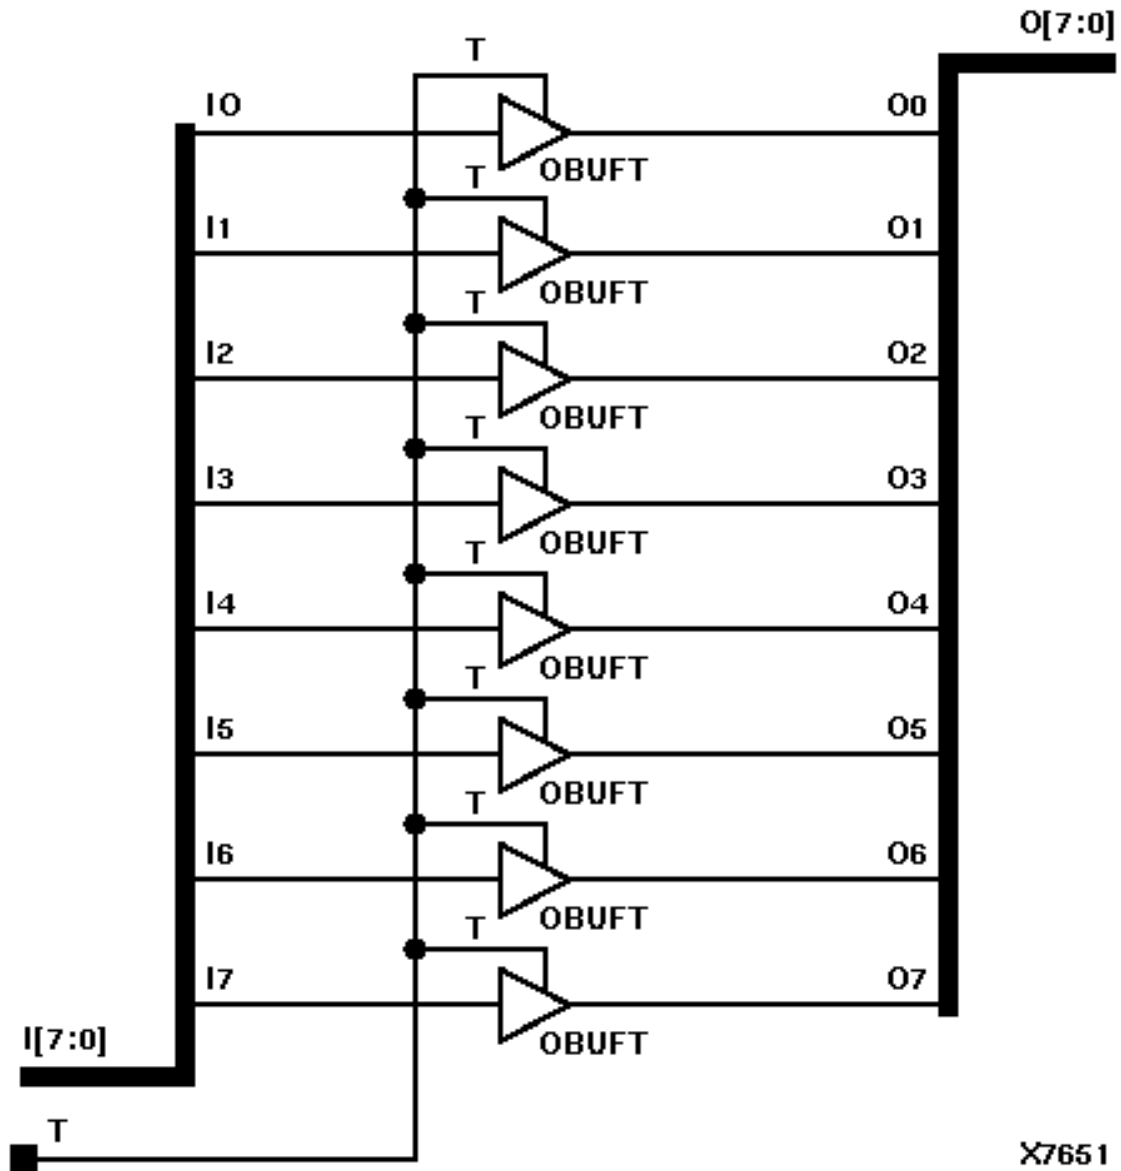 O[7:0]
T
I0 O0
OBUFT
T
I1 O1
OBUFT
T
I2 O2
OBUFT
T
I3 O3
OBUFT
T
I4 O4
OBUFT
T
I5 O5
OBUFT
T
I6 O6
OBUFT
T
I7 O7
I[7:0] OBUFT
T
X7651